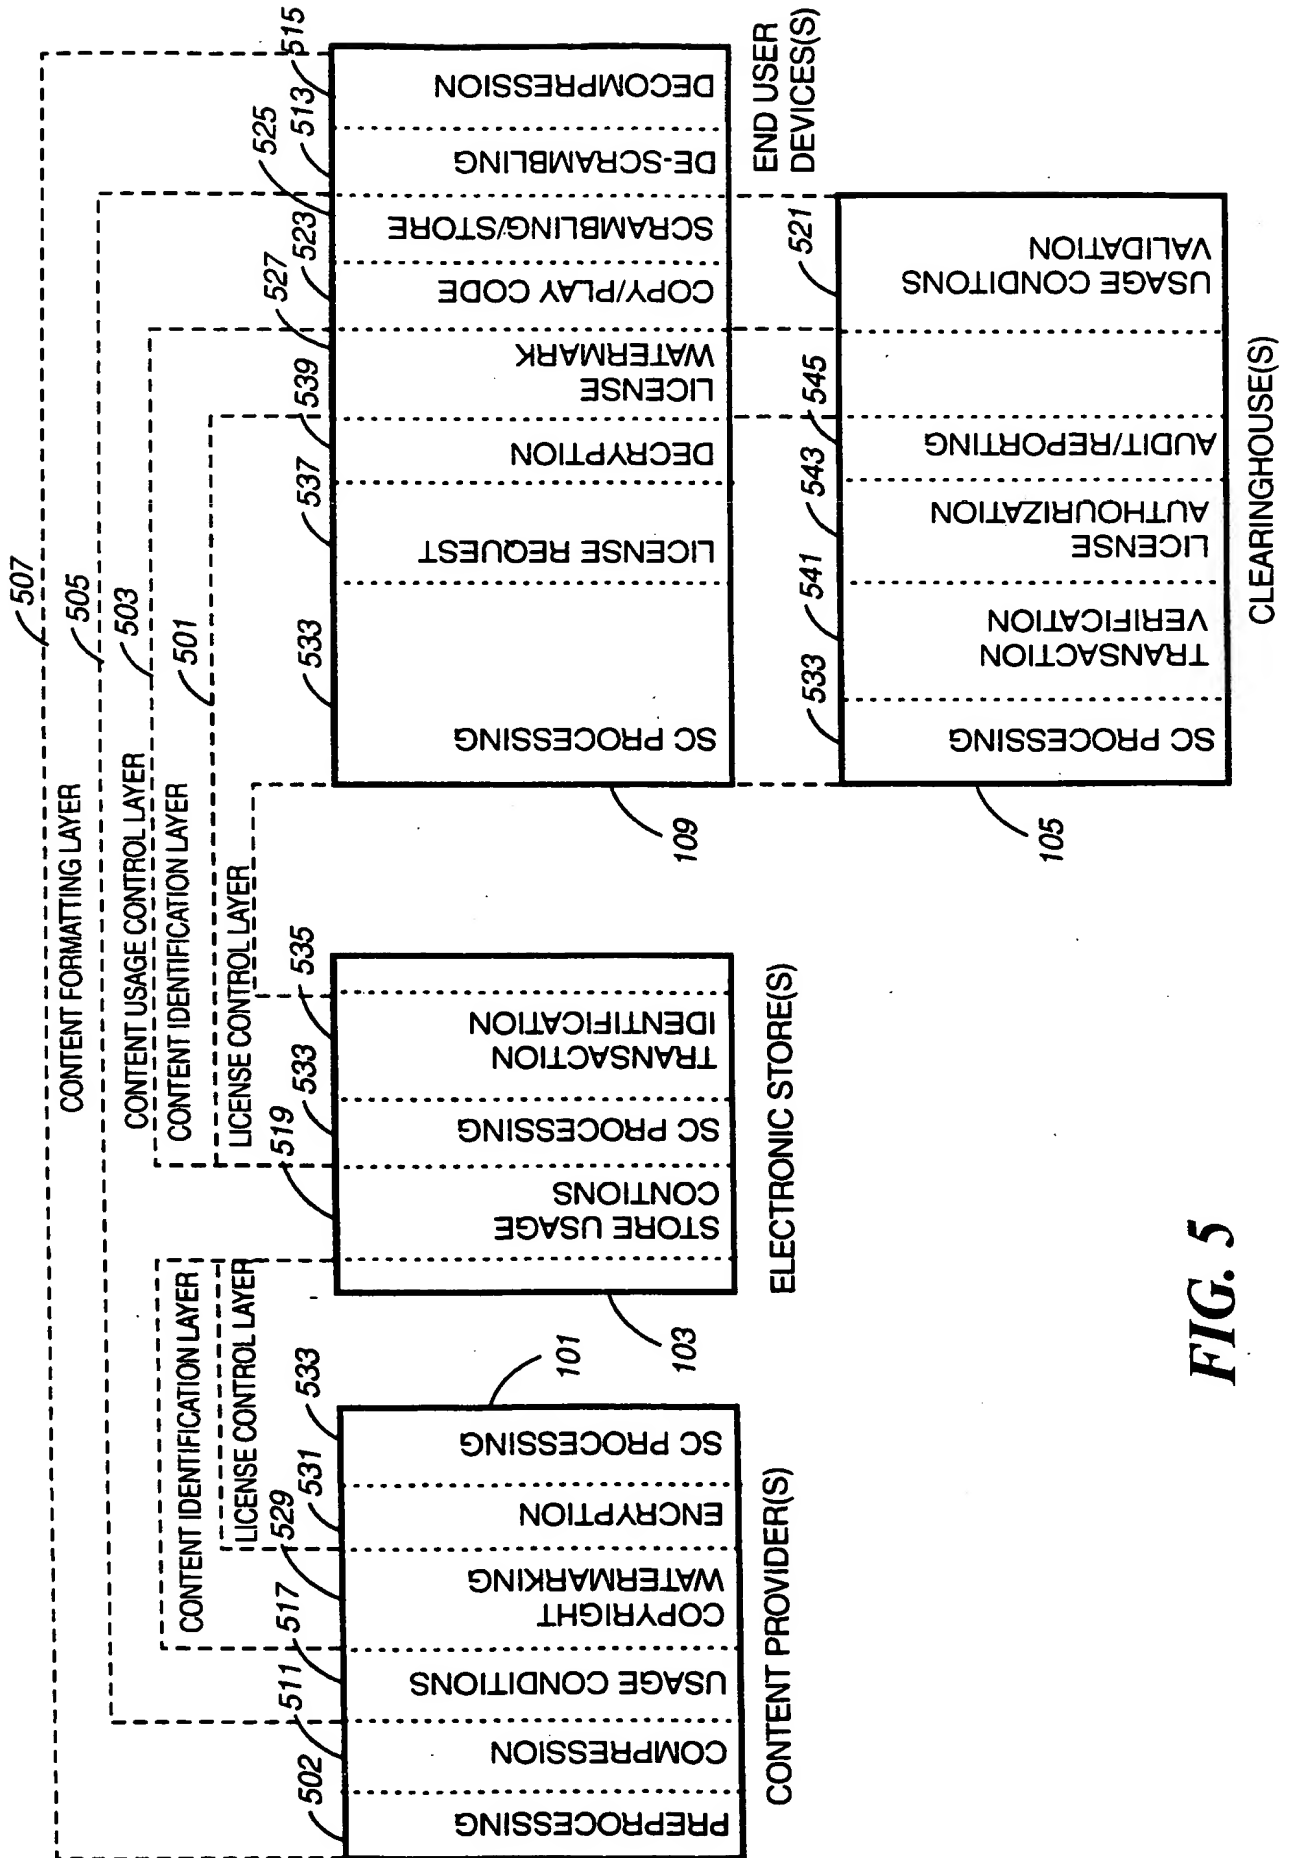 507
CONTENT FORMATTING LAYER
505
CONTENT USAGE CONTROL LAYER
503
CONTENT IDENTIFICATION LAYER
501
LICENSE CONTROL LAYER
CONTENT IDENTIFICATION LAYER
LICENSE CONTROL LAYER
502
511
517
529
531
533
PREPROCESSING
COMPRESSION
USAGE CONDITIONS
COPYRIGHT
WATERMARKING
ENCRYPTION
SC PROCESSING
101
CONTENT PROVIDER(S)
519
533
535
STORE USAGE
CONTIONS
SC PROCESSING
TRANSACTION
IDENTIFICATION
103
ELECTRONIC STORE(S)
533
537
539
527
523
525
513
515
SC PROCESSING
LICENSE REQUEST
DECRYPTION
LICENSE
WATERMARK
COPY/PLAY CODE
SCRAMBLING/STORE
DE-SCRAMBLING
DECOMPRESSION
109
END USER
DEVICES(S)
533
541
543
545
521
SC PROCESSING
TRANSACTION
VERIFICATION
LICENSE
AUTHOURIZATION
AUDIT/REPORTING
USAGE CONDITONS
VALIDATION
105
CLEARINGHOUSE(S)
FIG. 5